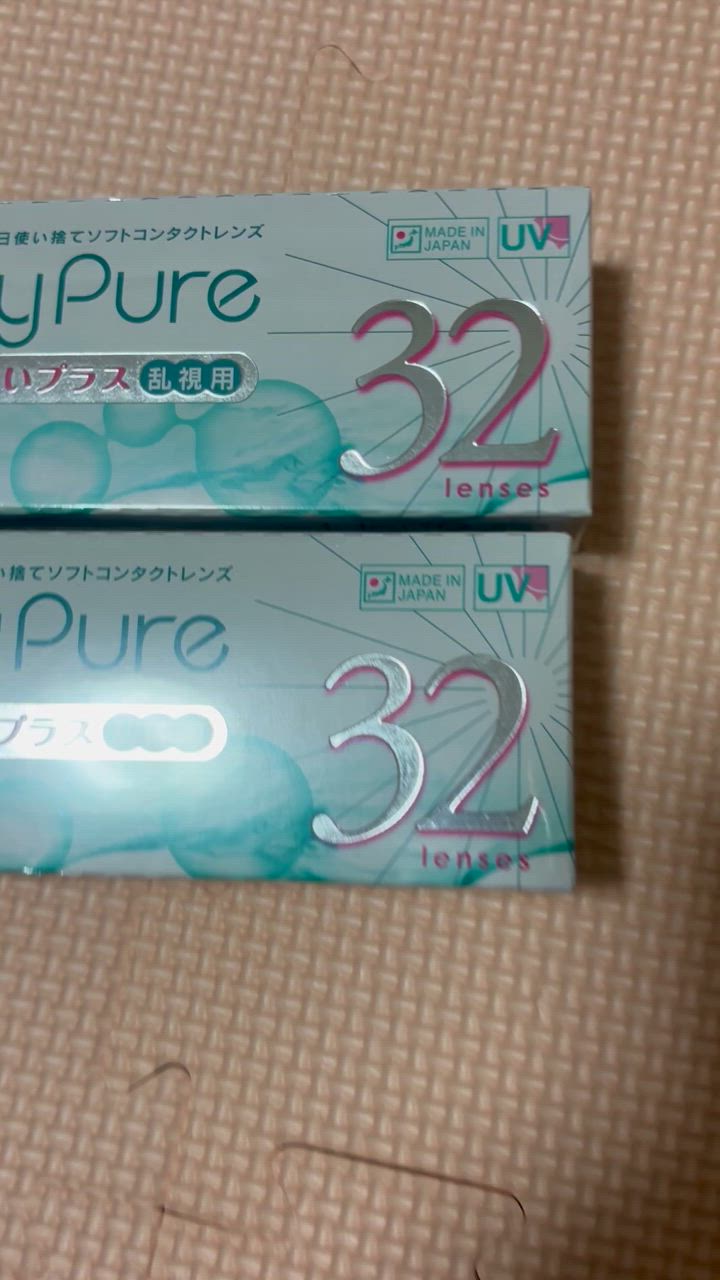 日使い捨てソフトコンタクトレンズ
MADE IN
JAPAN
UV
yPure
いプラス 乱視用
32
lenses
い捨てソフトコンタクトレンズ
MADE IN
JAPAN
UV
Pure
プラス
32
lenses